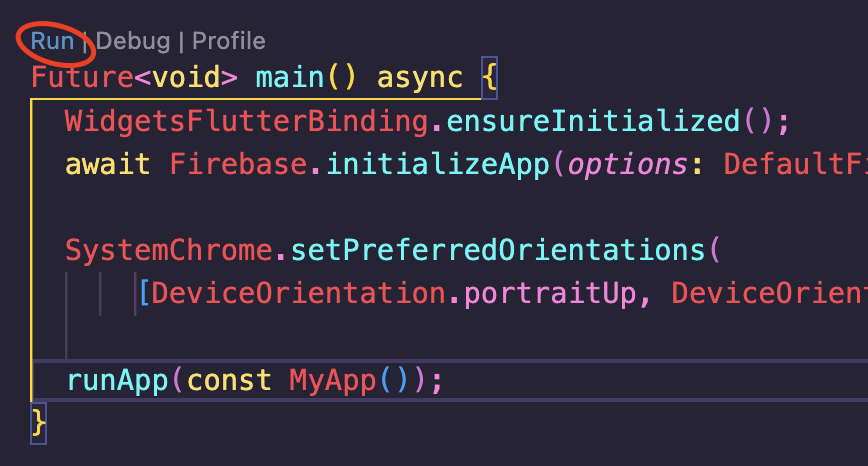 Run | Debug | Profile
Future<void> main() async {
WidgetsFlutterBinding.ensureInitialized();
await Firebase.initializeApp(options: DefaultFi
SystemChrome.setPreferredOrientations(
[DeviceOrientation.portraitUp, DeviceOrient
runApp(const MyApp());
}